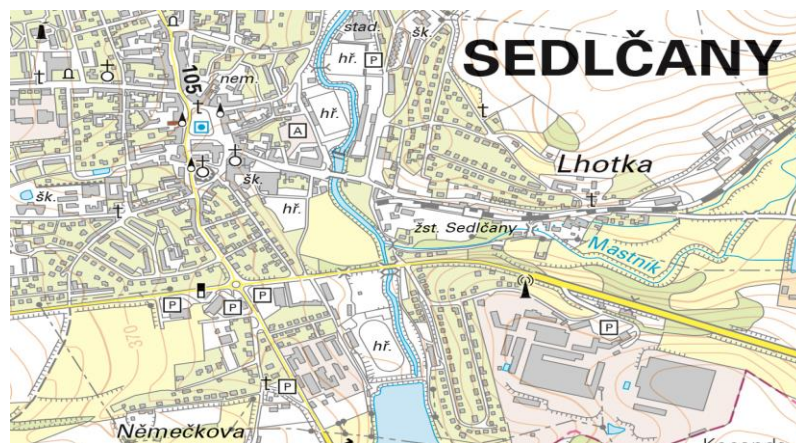 stad.
šk.
SEDLČANY
hř.
P
105
nem.
hř.
A
Lhotka
šk.
šk.
hř.
žst. Sedlčany
Mastník
P
P
P
P
370
hř.
P
Němečkova